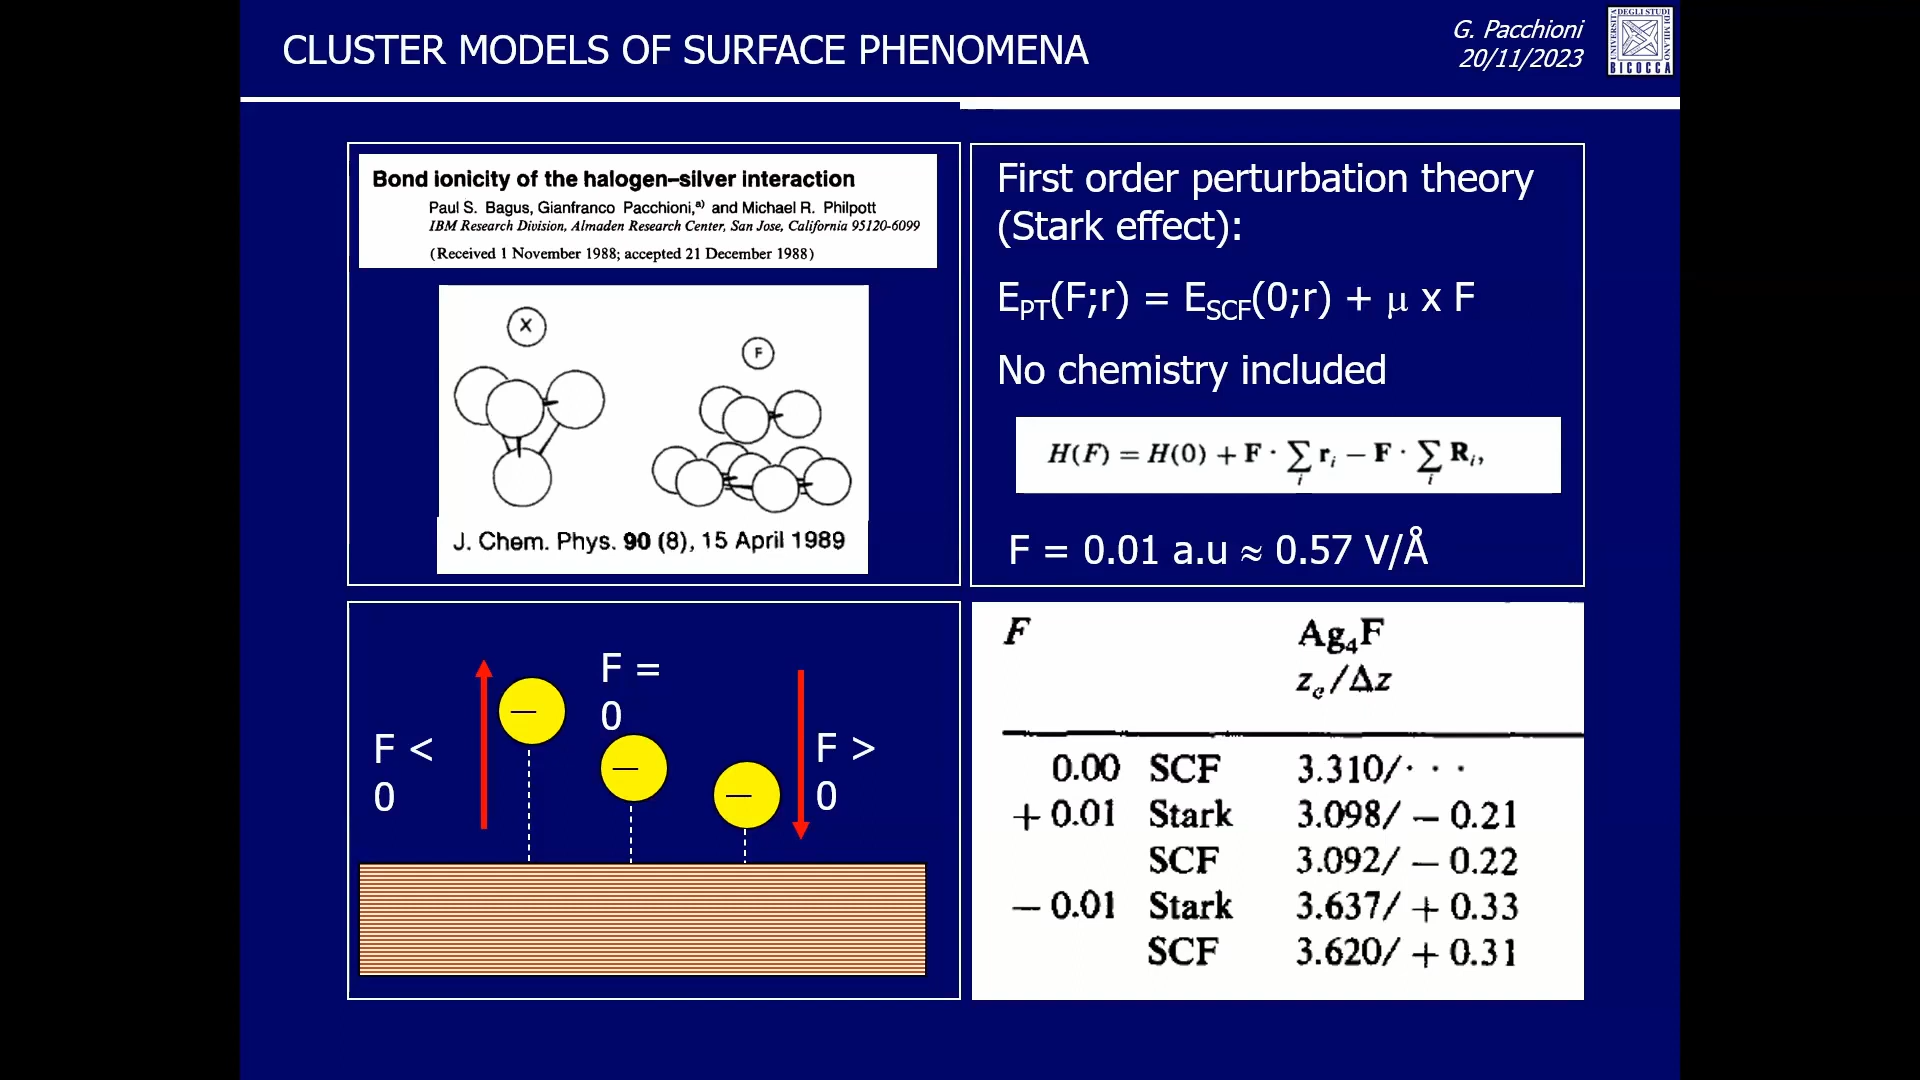 CLUSTER MODELS OF SURFACE PHENOMENA
G. Pacchioni
20/11/2023
UNIVERSITÀ DEGLI STUDI DI MILANO
BICOCCA
Bond ionicity of the halogen–silver interaction
Paul S. Bagus, Gianfranco Pacchioni,a) and Michael R. Philpott
IBM Research Division, Almaden Research Center, San Jose, California 95120-6099
(Received 1 November 1988; accepted 21 December 1988)
X
F
J. Chem. Phys. 90 (8), 15 April 1989
First order perturbation theory
(Stark effect):
E_PT(F;r) = E_SCF(0;r) + μ x F
No chemistry included
H(F) = H(0) + F · Σ_i r_i − F · Σ_i R_i,
F = 0.01 a.u ≈ 0.57 V/Å
F <
0
F =
0
F >
0
—
—
—
F Ag₄F
z_e/Δz
0.00 SCF 3.310/· · ·
+ 0.01 Stark 3.098/ − 0.21
SCF 3.092/ − 0.22
− 0.01 Stark 3.637/ + 0.33
SCF 3.620/ + 0.31